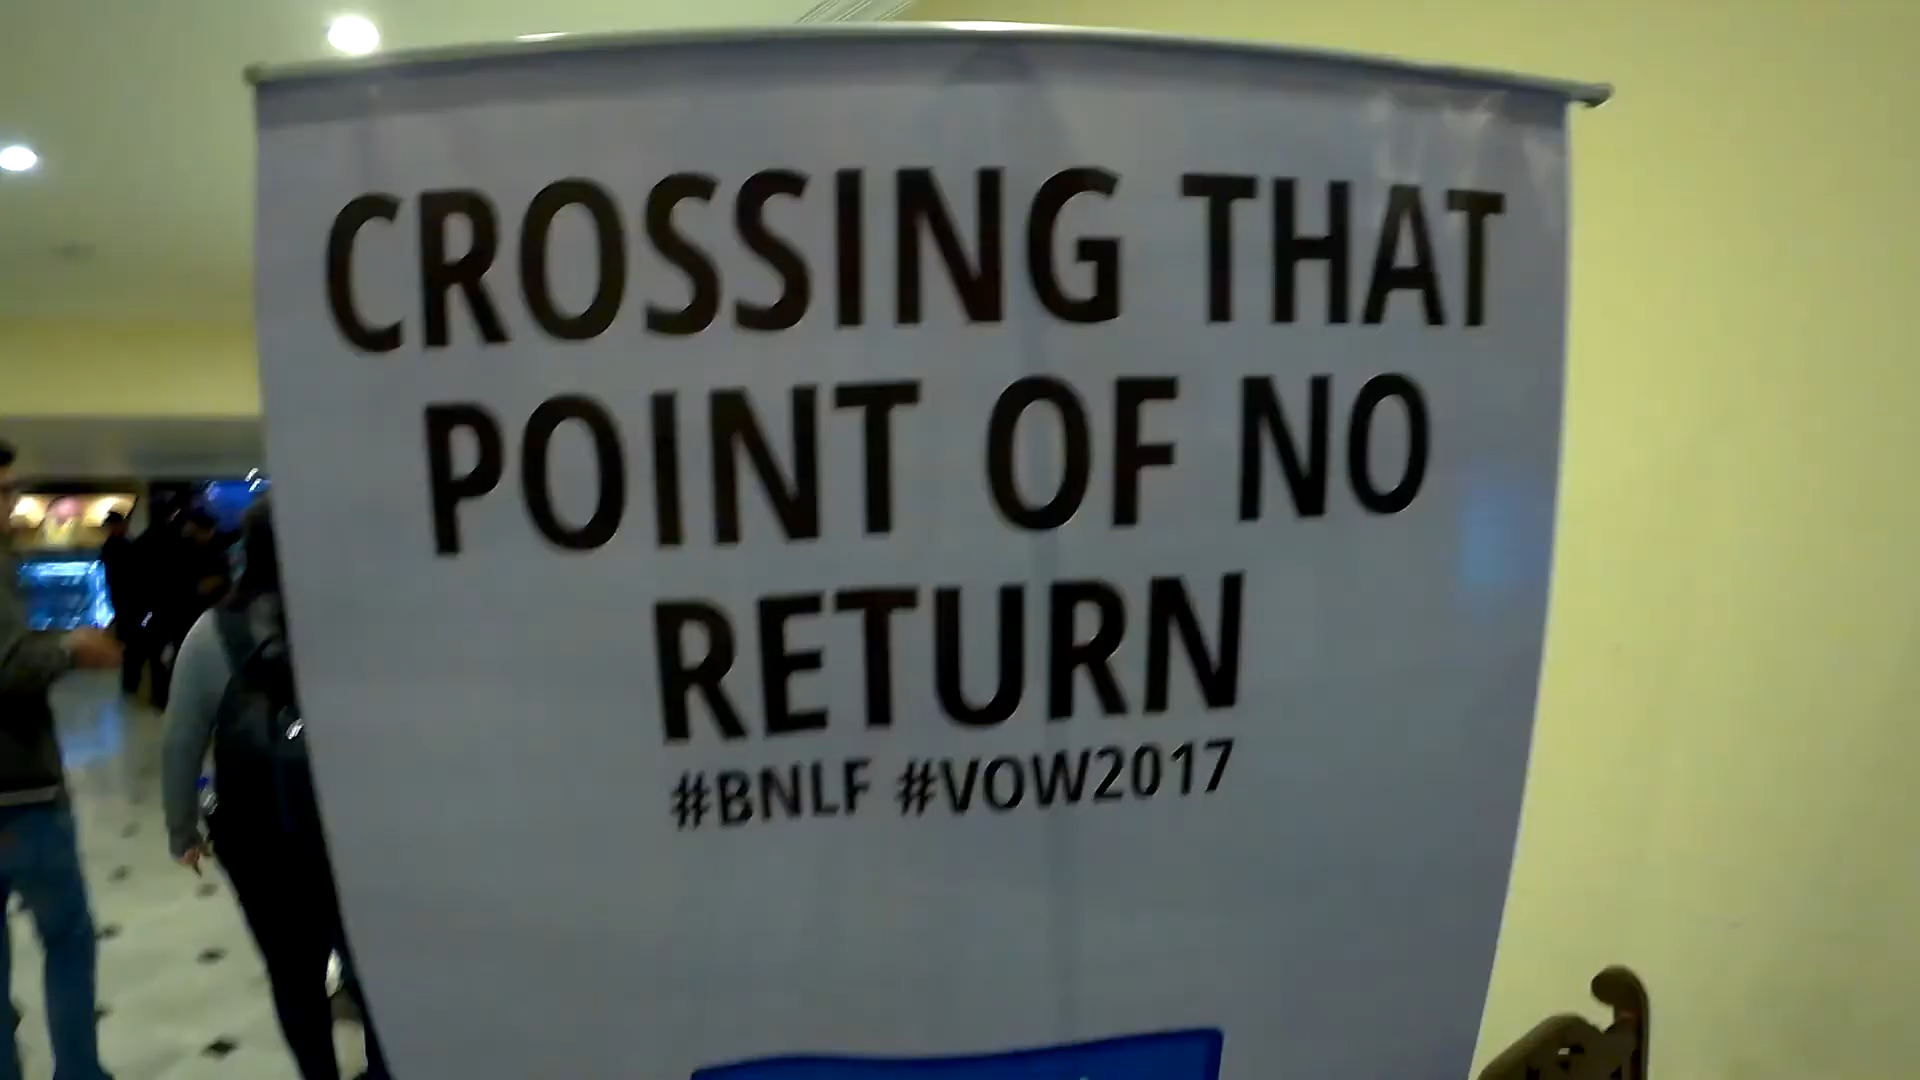 CROSSING THAT
POINT OF NO
RETURN
#BNLF #VOW2017